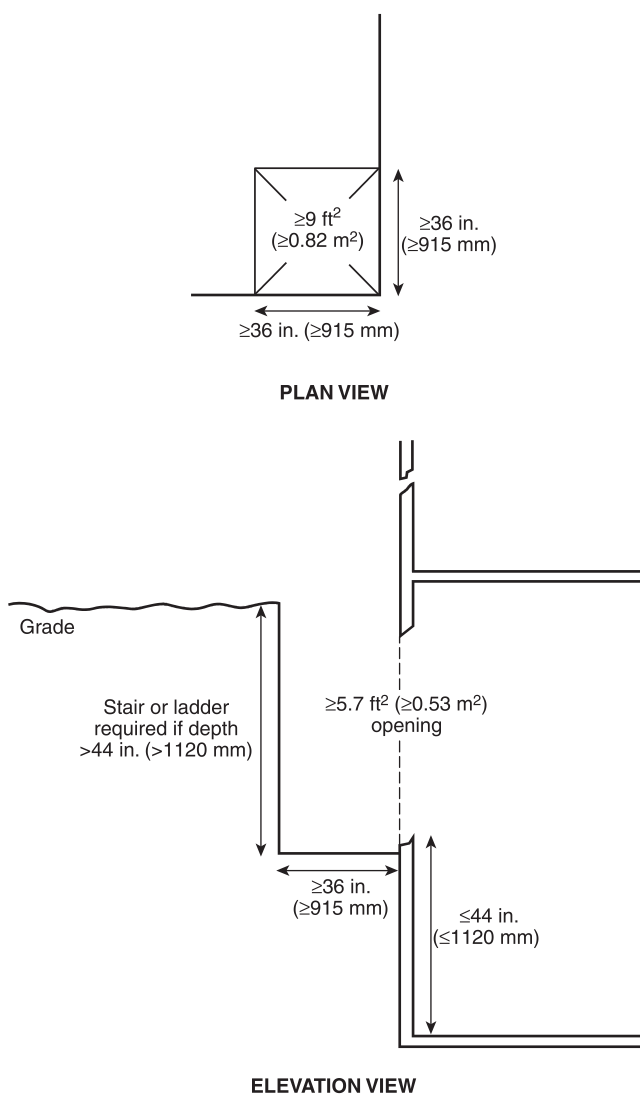 ≥9 ft²
(≥0.82 m²)
≥36 in.
(≥915 mm)
≥36 in. (≥915 mm)
PLAN VIEW
Grade
Stair or ladder
required if depth
>44 in. (>1120 mm)
≥5.7 ft² (≥0.53 m²)
opening
≥36 in.
(≥915 mm)
≤44 in.
(≤1120 mm)
ELEVATION VIEW